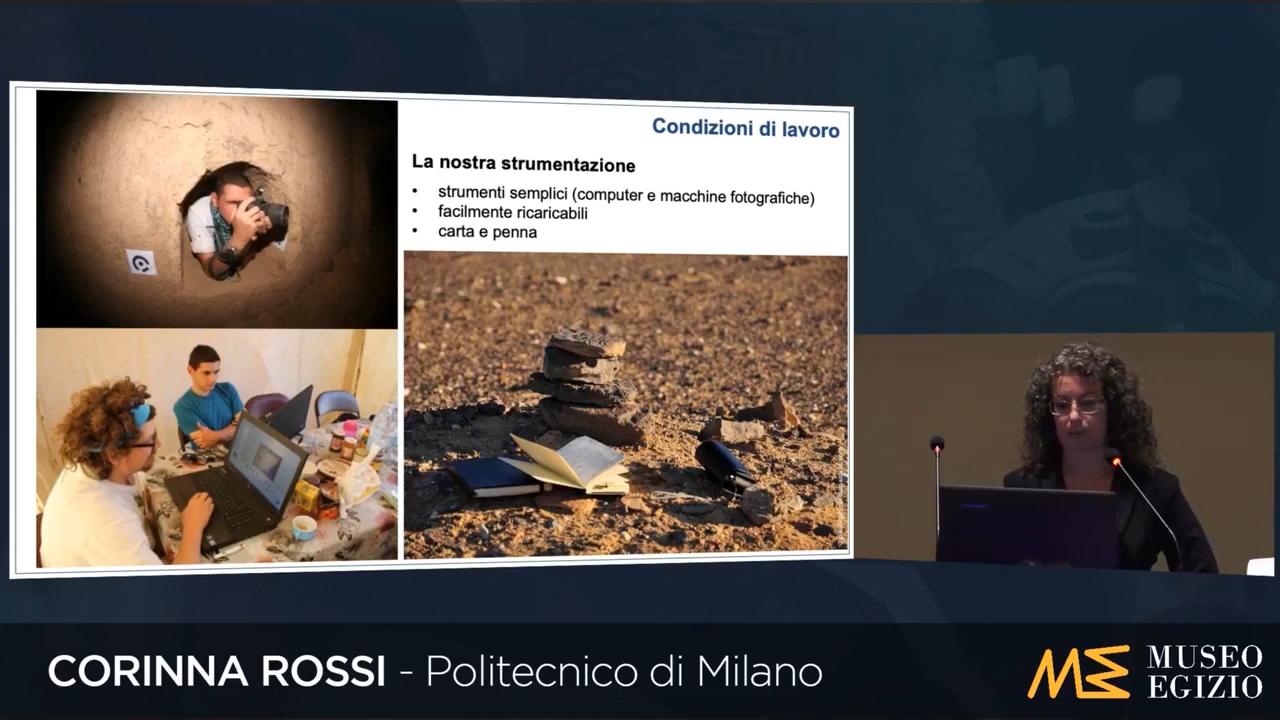 Condizioni di lavoro
La nostra strumentazione
• strumenti semplici (computer e macchine fotografiche)
• facilmente ricaricabili
• carta e penna
CORINNA ROSSI - Politecnico di Milano
ME MUSEO
EGIZIO